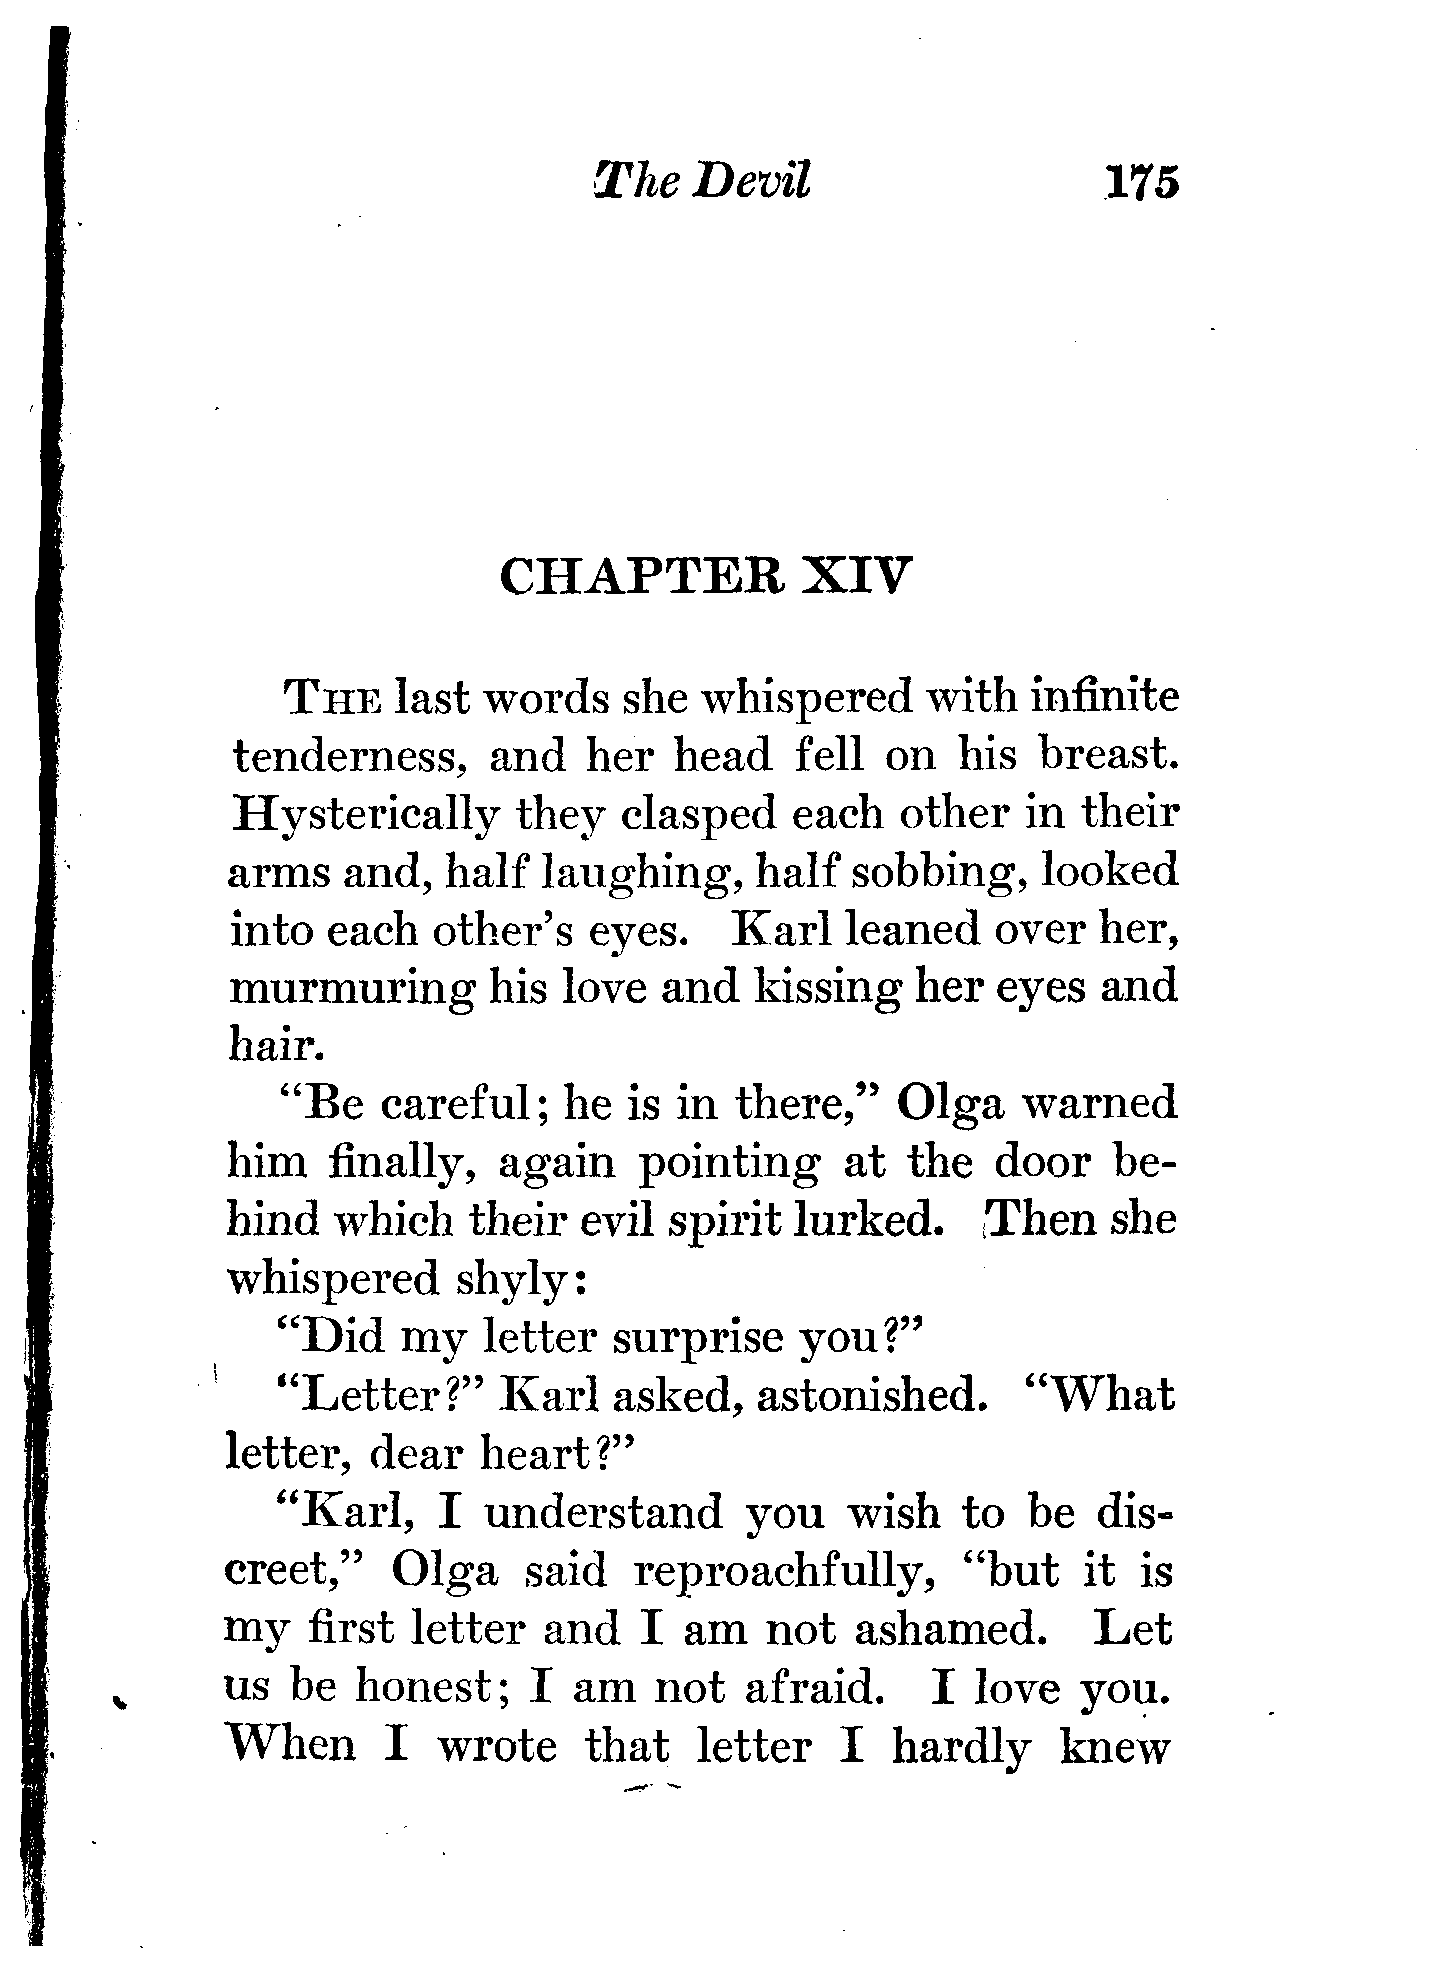 The Devil 175
CHAPTER XIV
THE last words she whispered with infinite
tenderness, and her head fell on his breast.
Hysterically they clasped each other in their
arms and, half laughing, half sobbing, looked
into each other's eyes. Karl leaned over her,
murmuring his love and kissing her eyes and
hair.
"Be careful; he is in there," Olga warned
him finally, again pointing at the door be-
hind which their evil spirit lurked. Then she
whispered shyly:
"Did my letter surprise you?"
"Letter?" Karl asked, astonished. "What
letter, dear heart?"
"Karl, I understand you wish to be dis-
creet," Olga said reproachfully, "but it is
my first letter and I am not ashamed. Let
us be honest; I am not afraid. I love you.
When I wrote that letter I hardly knew